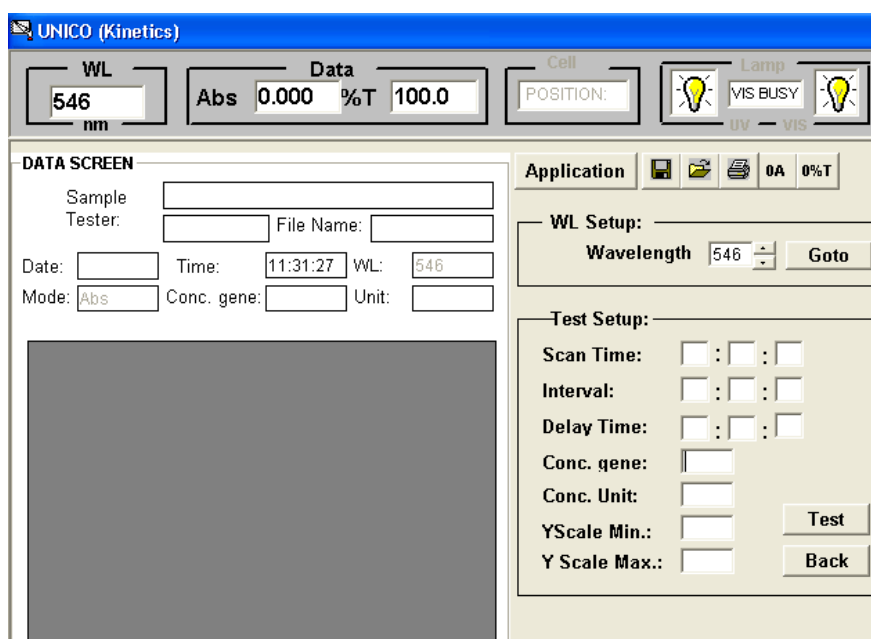 UNICO (Kinetics)
WL
546
nm
Data
Abs 0.000 %T 100.0
Cell
POSITION:
Lamp
VIS BUSY
UV VIS
DATA SCREEN
Sample
Tester: File Name:
Date: Time: 11:31:27 WL: 546
Mode: Abs Conc. gene: Unit:
Application 0A 0%T
WL Setup:
Wavelength 546 Goto
Test Setup:
Scan Time: : :
Interval: : :
Delay Time: : :
Conc. gene:
Conc. Unit:
YScale Min.:
Y Scale Max.:
Test
Back